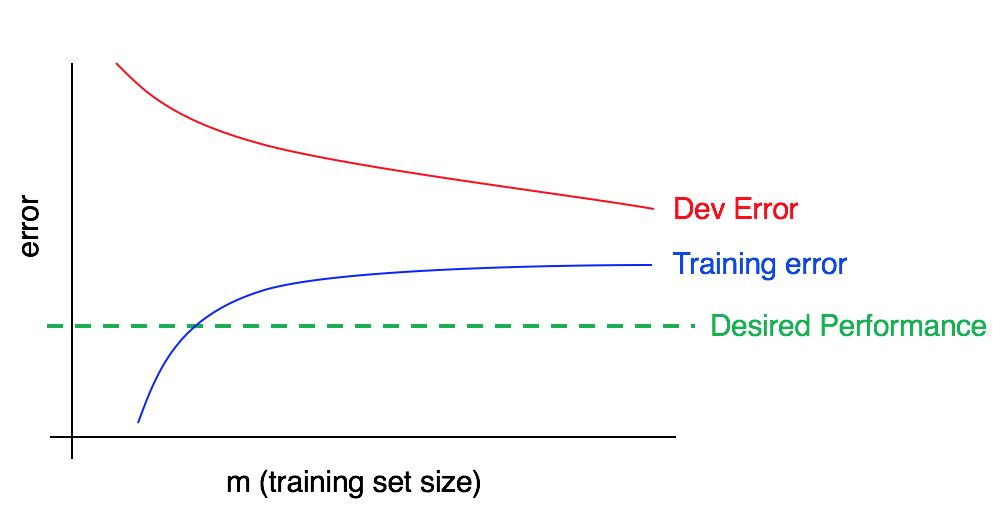 error
Dev Error
Training error
Desired Performance
m (training set size)